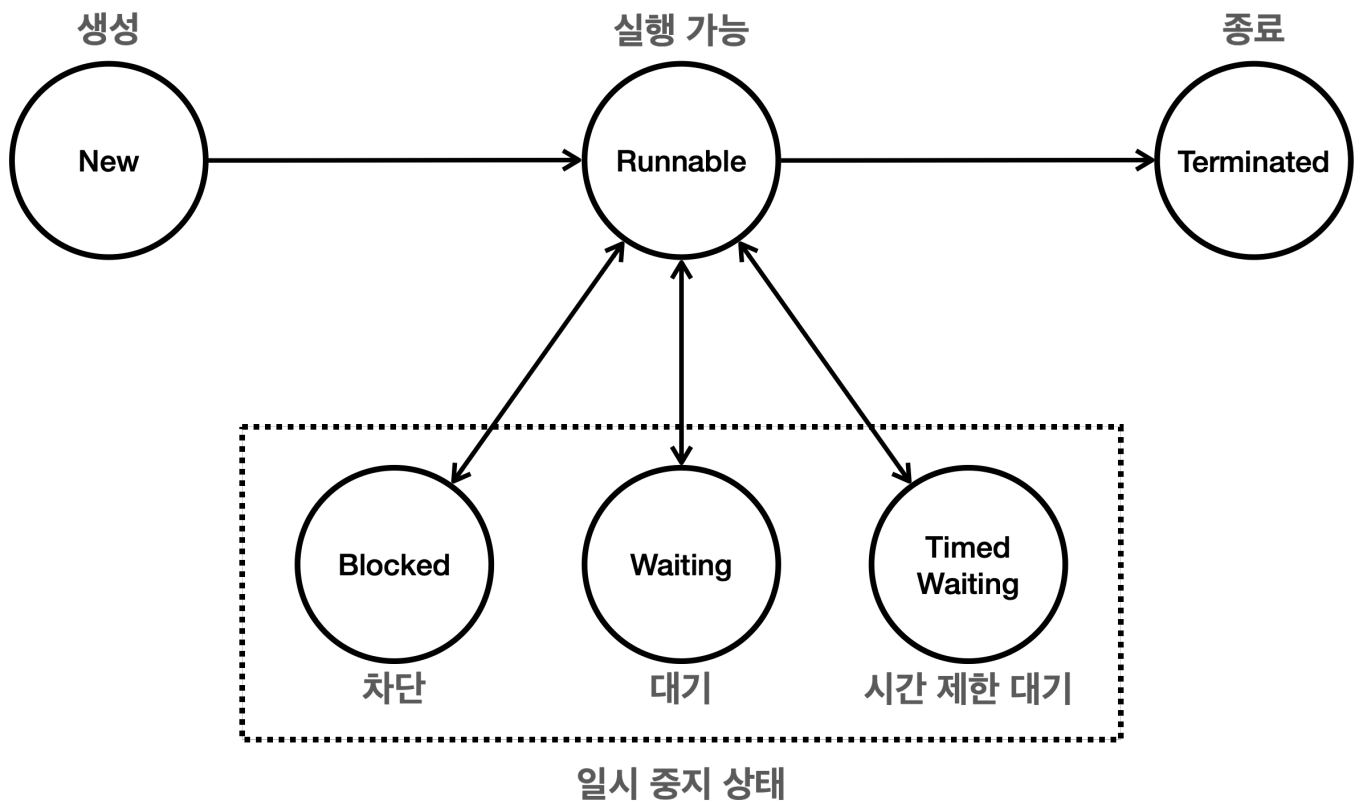 생성
실행 가능
종료
New
Runnable
Terminated
Blocked
Waiting
Timed
Waiting
차단
대기
시간 제한 대기
일시 중지 상태